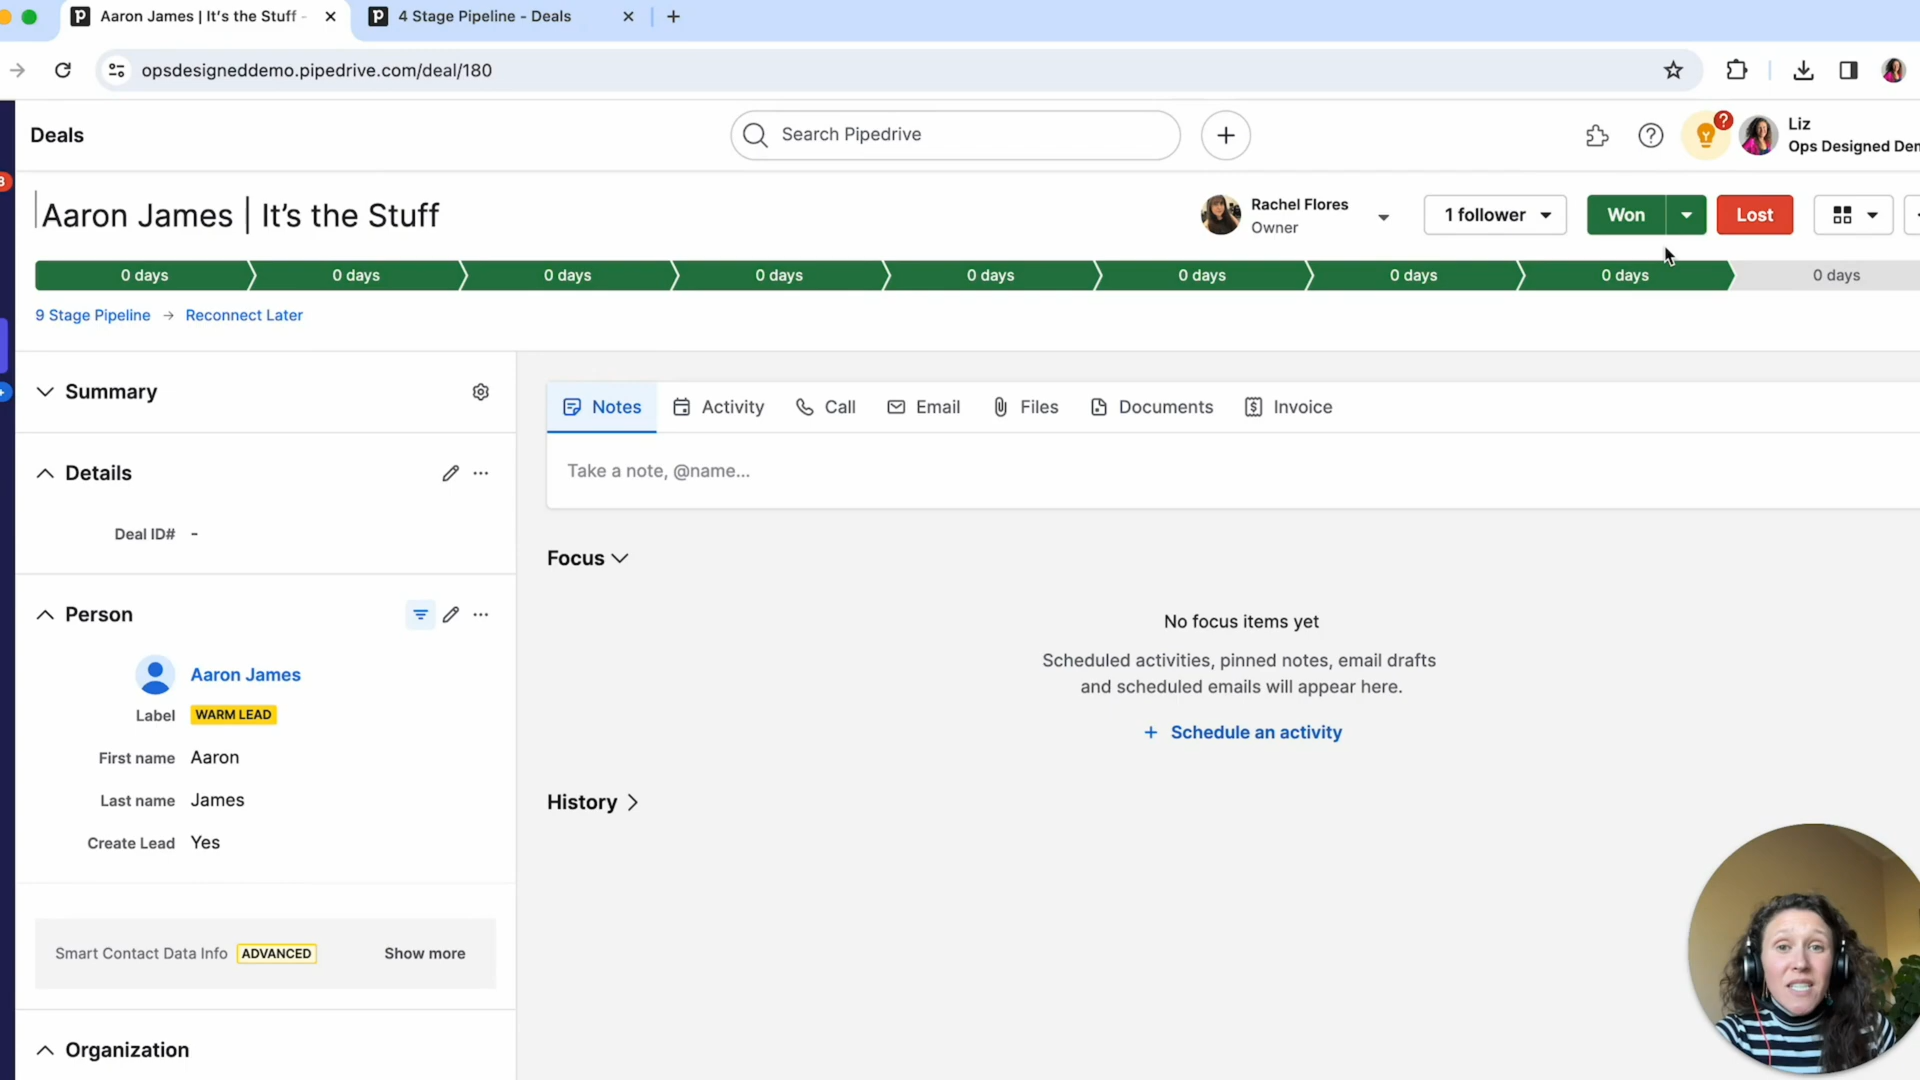 Aaron James | It's the Stuff -
4 Stage Pipeline - Deals
opsdesigneddemo.pipedrive.com/deal/180
Deals
Search Pipedrive
?
Liz
Ops Designed Den
3
Aaron James | It's the Stuff
Rachel Flores
Owner
1 follower
Won
Lost
0 days
0 days
0 days
0 days
0 days
0 days
0 days
0 days
0 days
9 Stage Pipeline → Reconnect Later
Summary
Notes
Activity
Call
Email
Files
Documents
Invoice
Details
Take a note, @name...
Deal ID# -
Focus
Person
No focus items yet
Aaron James
Scheduled activities, pinned notes, email drafts
and scheduled emails will appear here.
Label WARM LEAD
+ Schedule an activity
First name Aaron
Last name James
History
Create Lead Yes
Smart Contact Data Info ADVANCED Show more
Organization